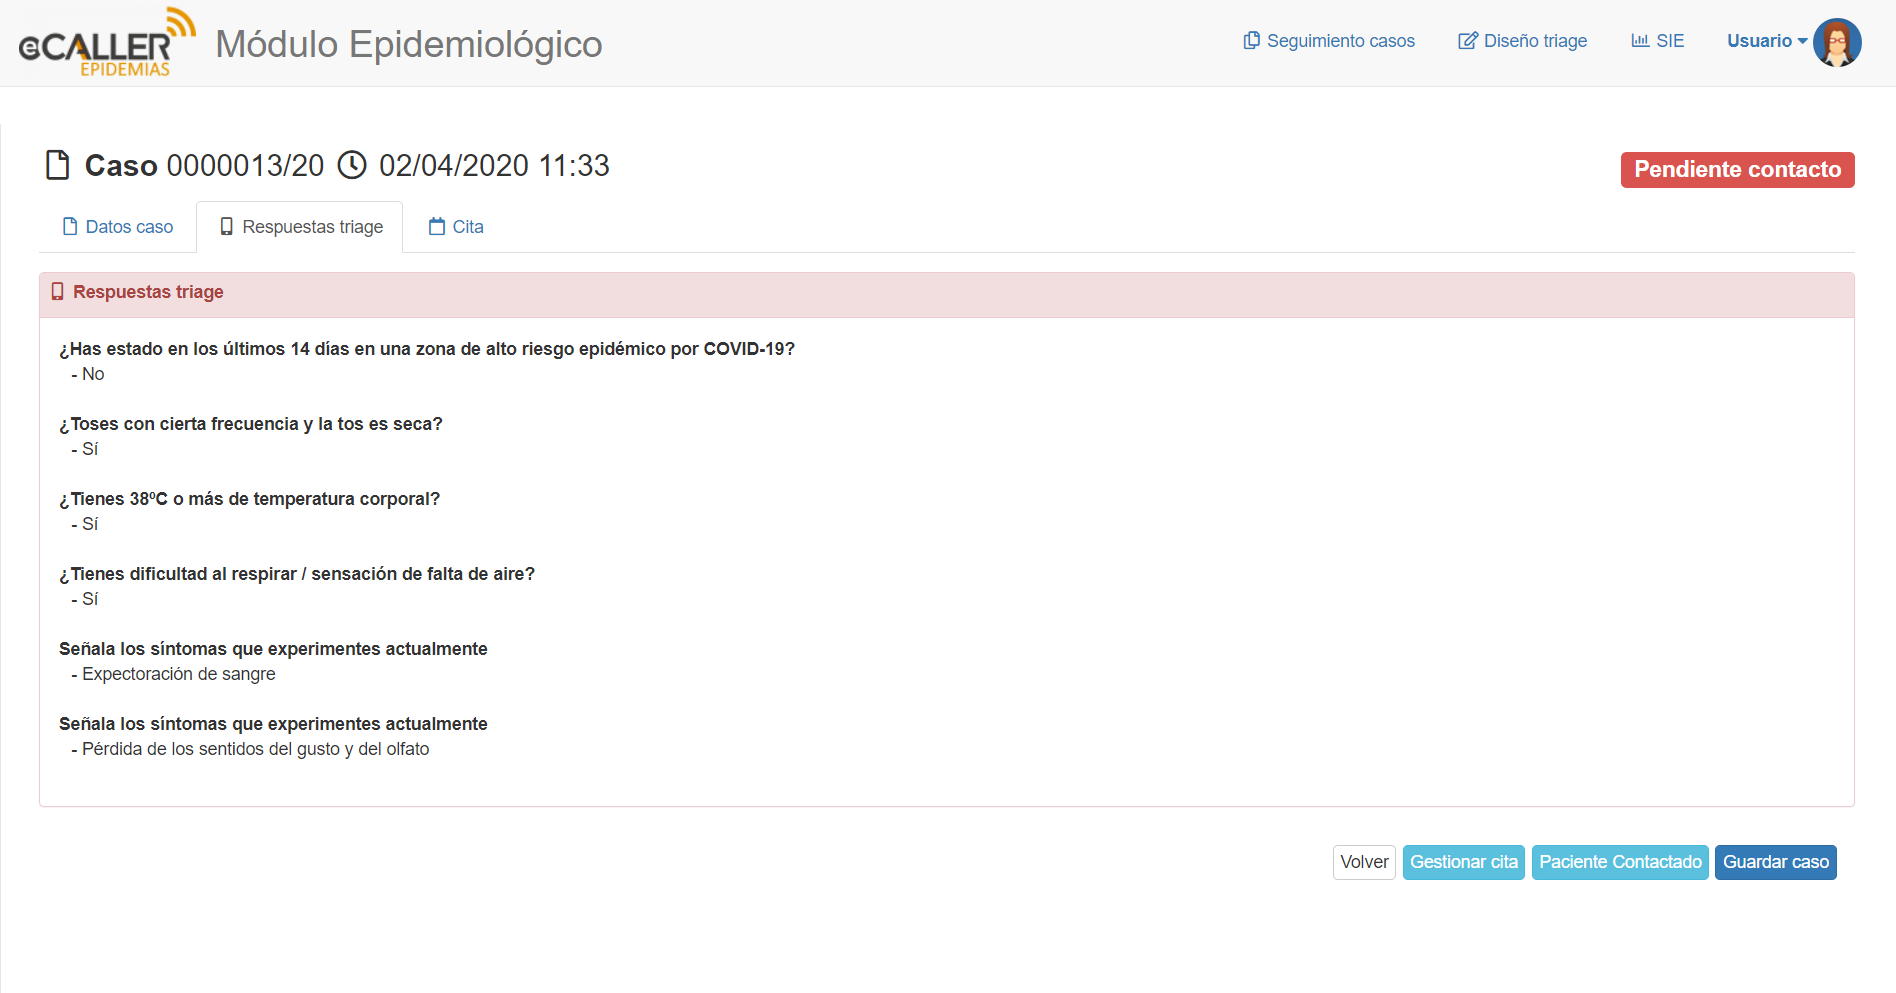 eCALLER
EPIDEMIAS
Módulo Epidemiológico
Seguimiento casos
Diseño triage
SIE
Usuario
Caso 0000013/20 02/04/2020 11:33
Pendiente contacto
Datos caso
Respuestas triage
Cita
Respuestas triage
¿Has estado en los últimos 14 días en una zona de alto riesgo epidémico por COVID-19?
- No
¿Toses con cierta frecuencia y la tos es seca?
- Sí
¿Tienes 38ºC o más de temperatura corporal?
- Sí
¿Tienes dificultad al respirar / sensación de falta de aire?
- Sí
Señala los síntomas que experimentes actualmente
- Expectoración de sangre
Señala los síntomas que experimentes actualmente
- Pérdida de los sentidos del gusto y del olfato
Volver
Gestionar cita
Paciente Contactado
Guardar caso